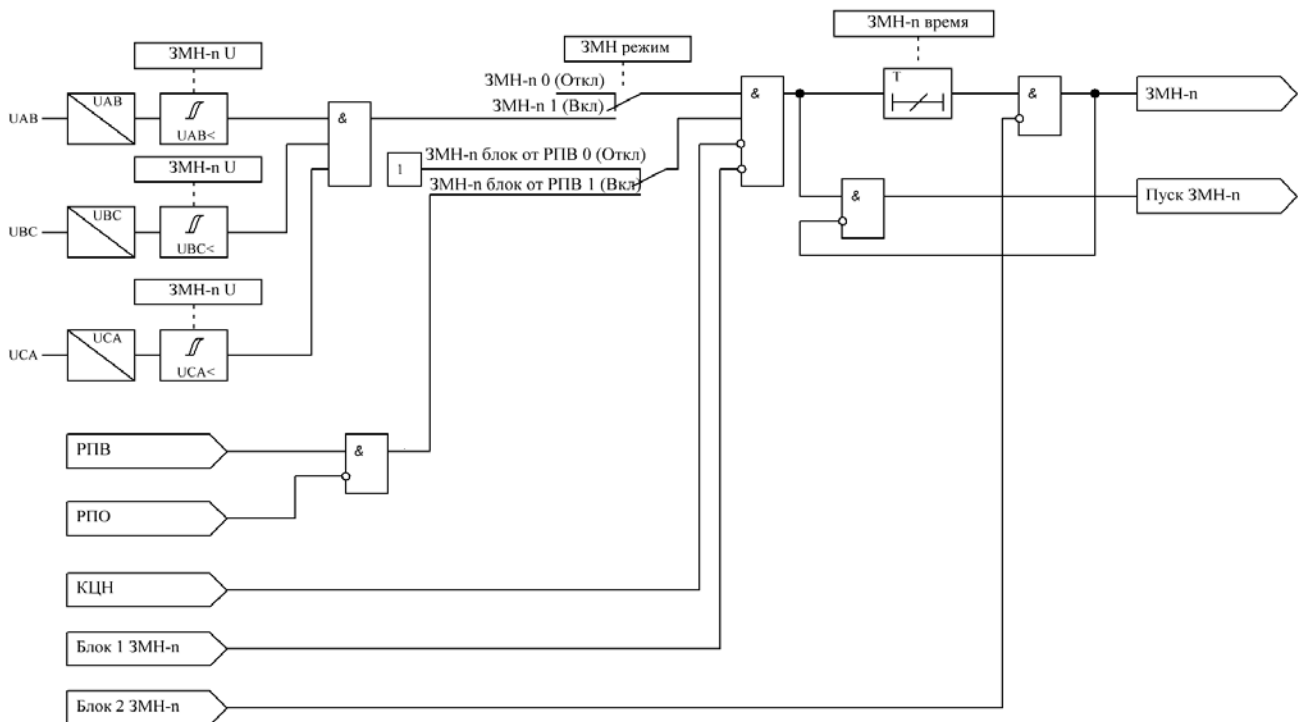 ЗМН-n время
ЗМН режим
ЗМН-n U
ЗМН-n 0 (Откл)
T
UAB
UAB
UAB<
&
ЗМН-n 1 (Вкл)
&
&
ЗМН-n
ЗМН-n U
1
ЗМН-n блок от РПВ 0 (Откл)
ЗМН-n блок от РПВ 1 (Вкл)
&
Пуск ЗМН-n
UBC
UBC
UBC<
ЗМН-n U
UCA
UCA
UCA<
РПВ
&
РПО
КЦН
Блок 1 ЗМН-n
Блок 2 ЗМН-n